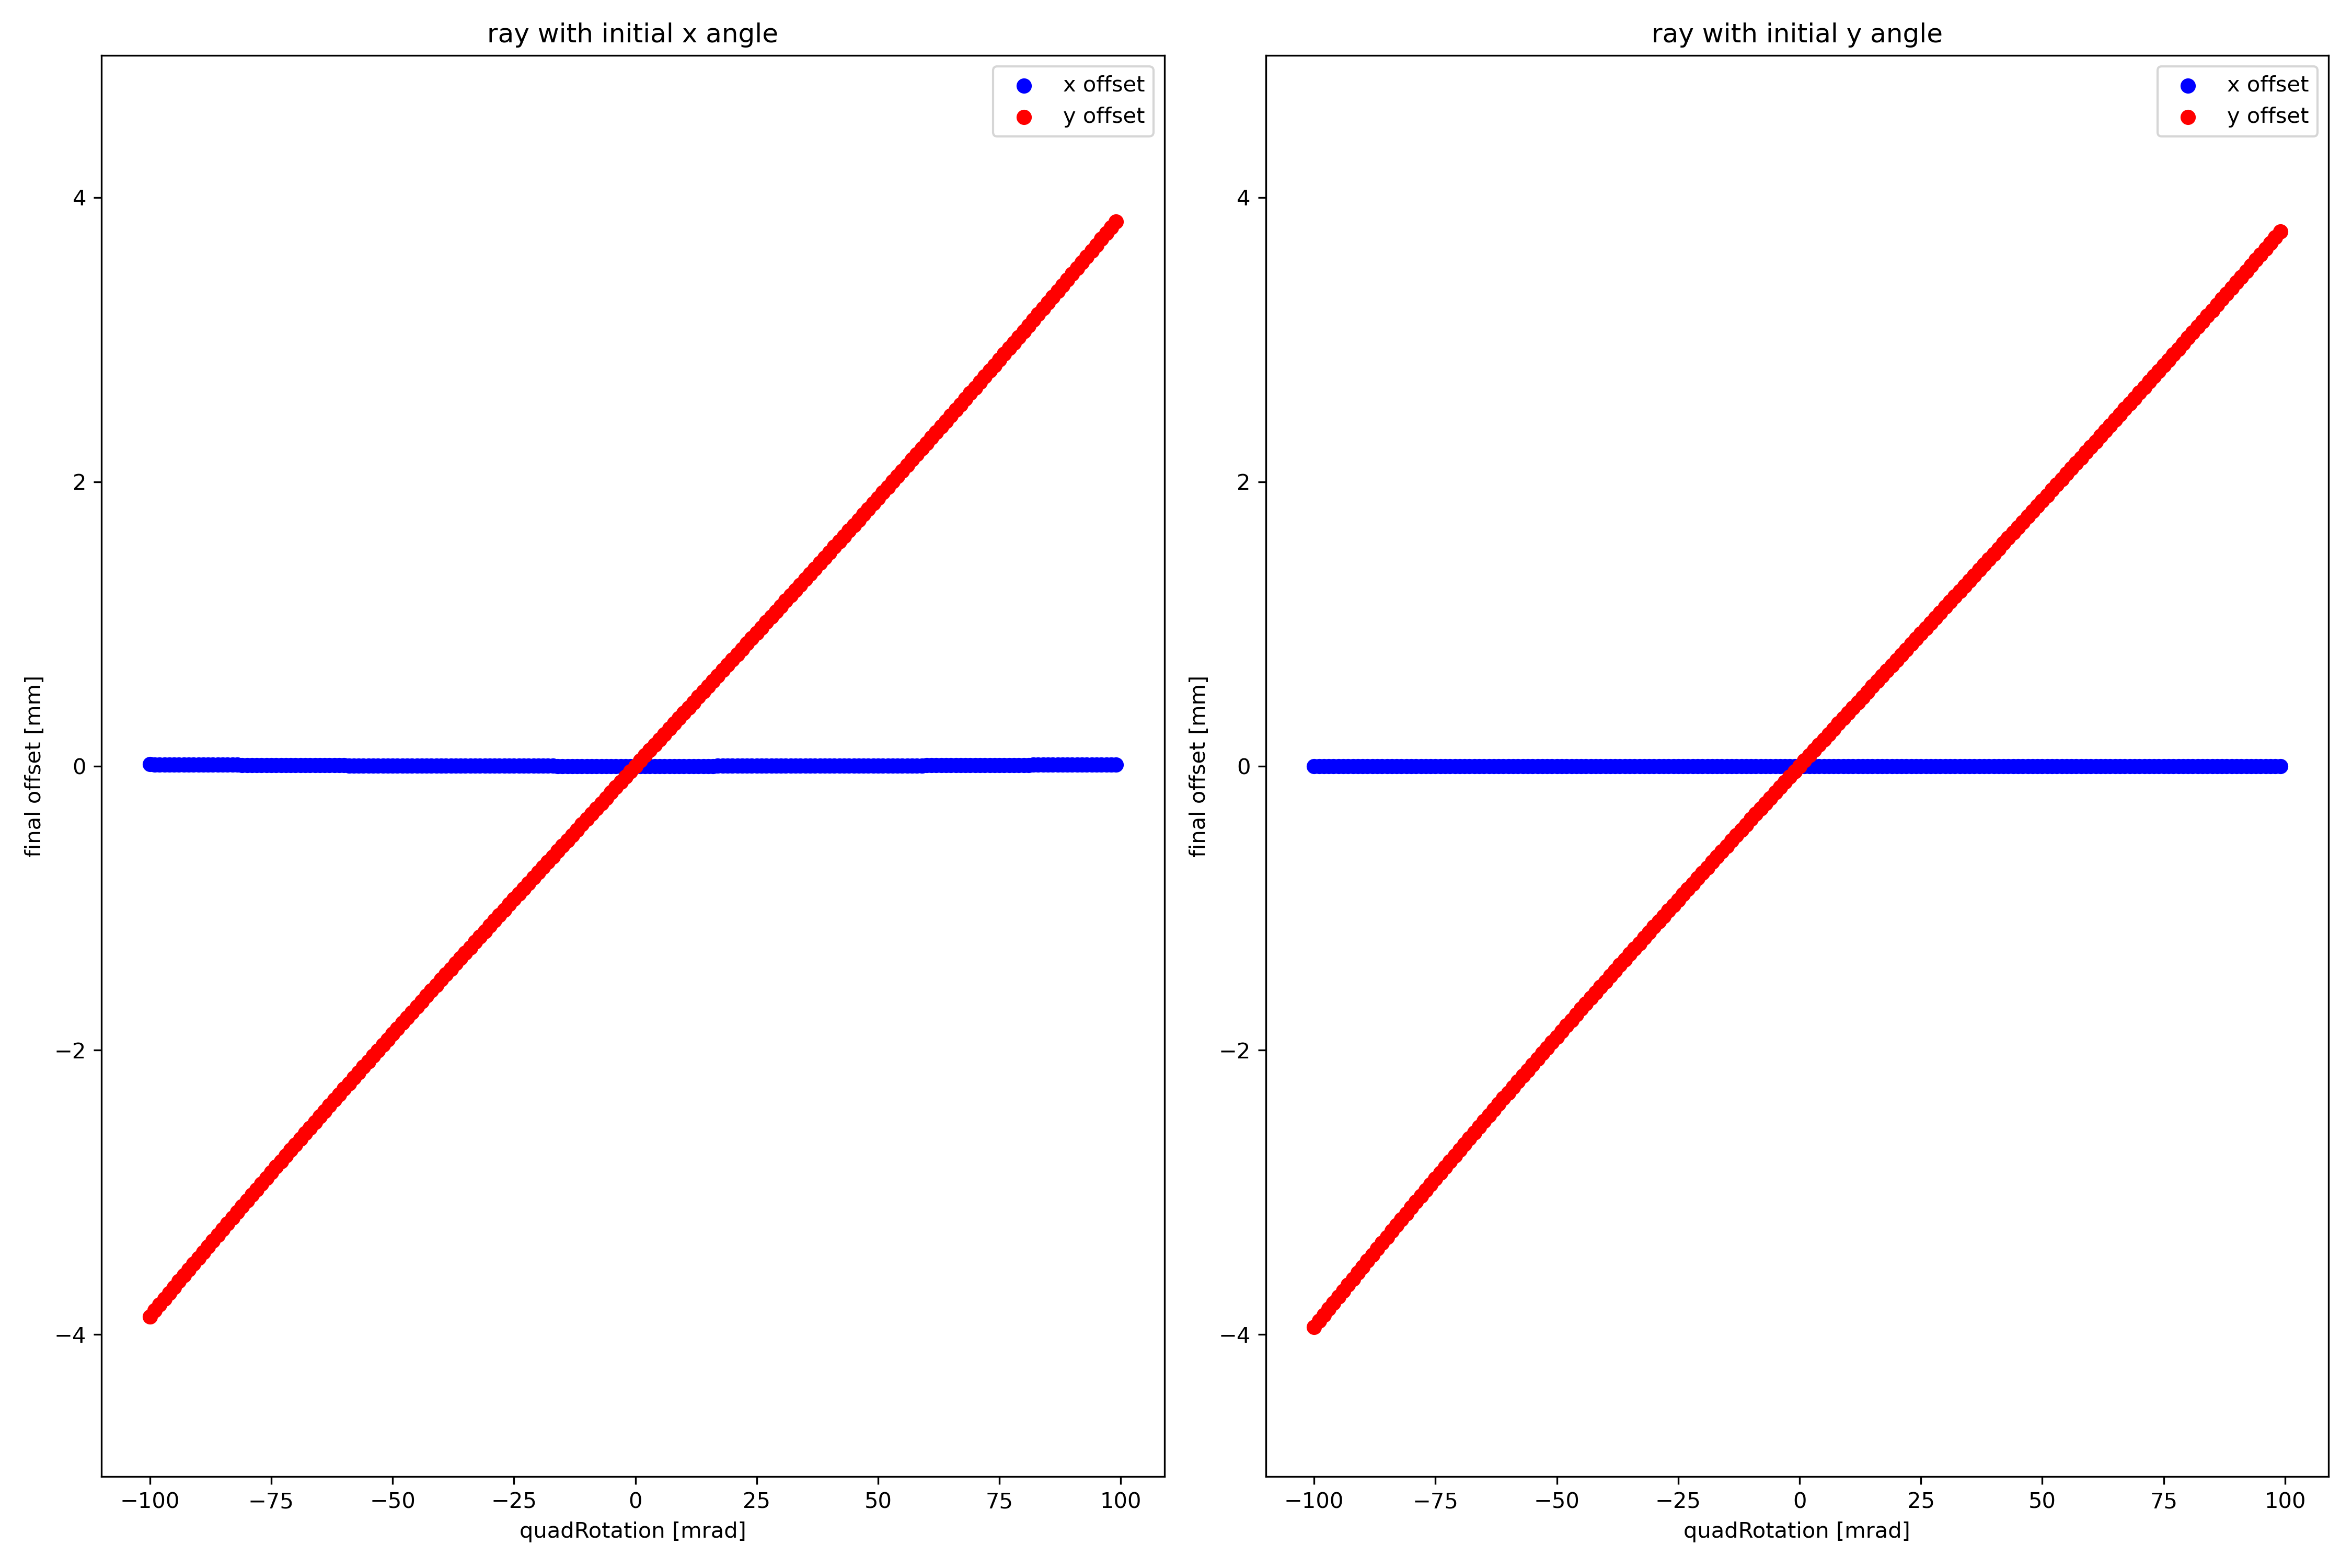 ray with initial x angle
x offset
y offset
4
2
0
−2
−4
final offset [mm]
−100 −75 −50 −25 0 25 50 75 100
quadRotation [mrad]
ray with initial y angle
x offset
y offset
4
2
0
−2
−4
final offset [mm]
−100 −75 −50 −25 0 25 50 75 100
quadRotation [mrad]